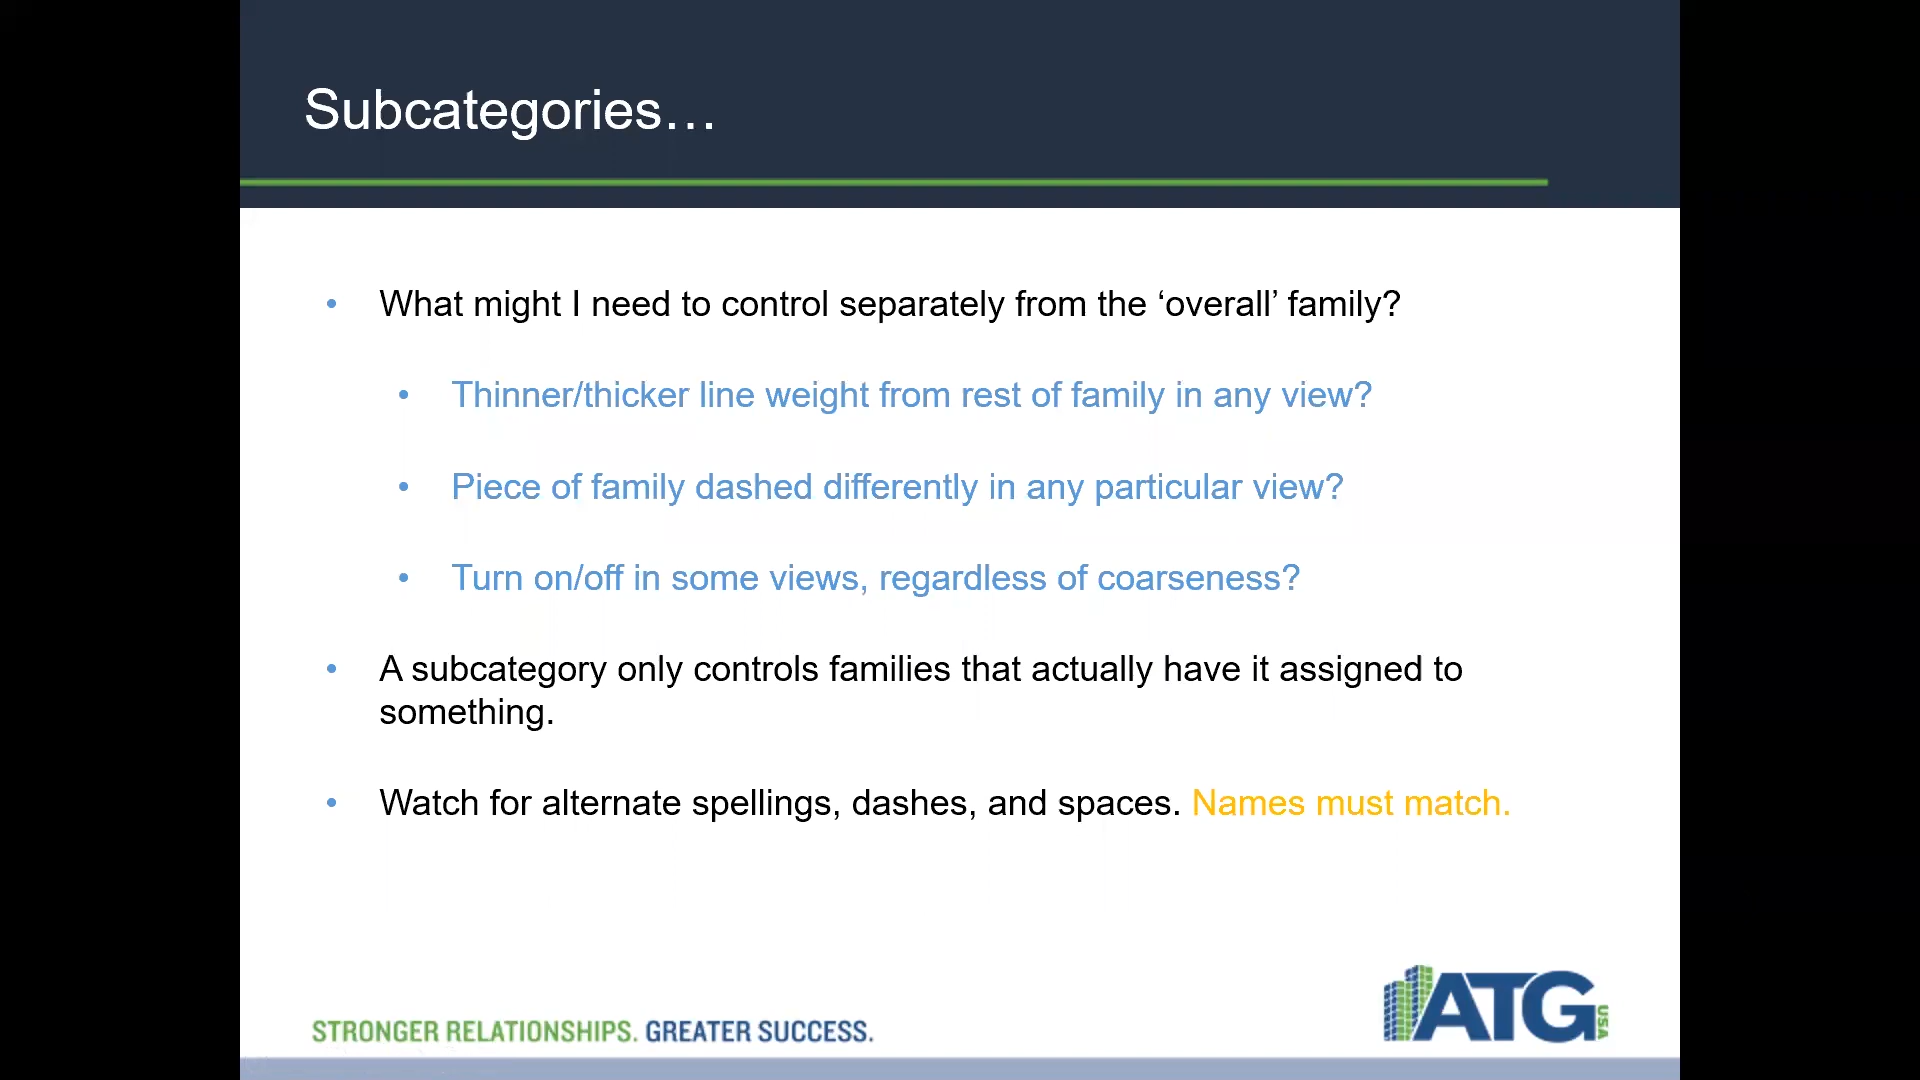 Subcategories…
• What might I need to control separately from the ‘overall’ family?
• Thinner/thicker line weight from rest of family in any view?
• Piece of family dashed differently in any particular view?
• Turn on/off in some views, regardless of coarseness?
• A subcategory only controls families that actually have it assigned to
something.
• Watch for alternate spellings, dashes, and spaces. Names must match.
STRONGER RELATIONSHIPS. GREATER SUCCESS.
ATG USA